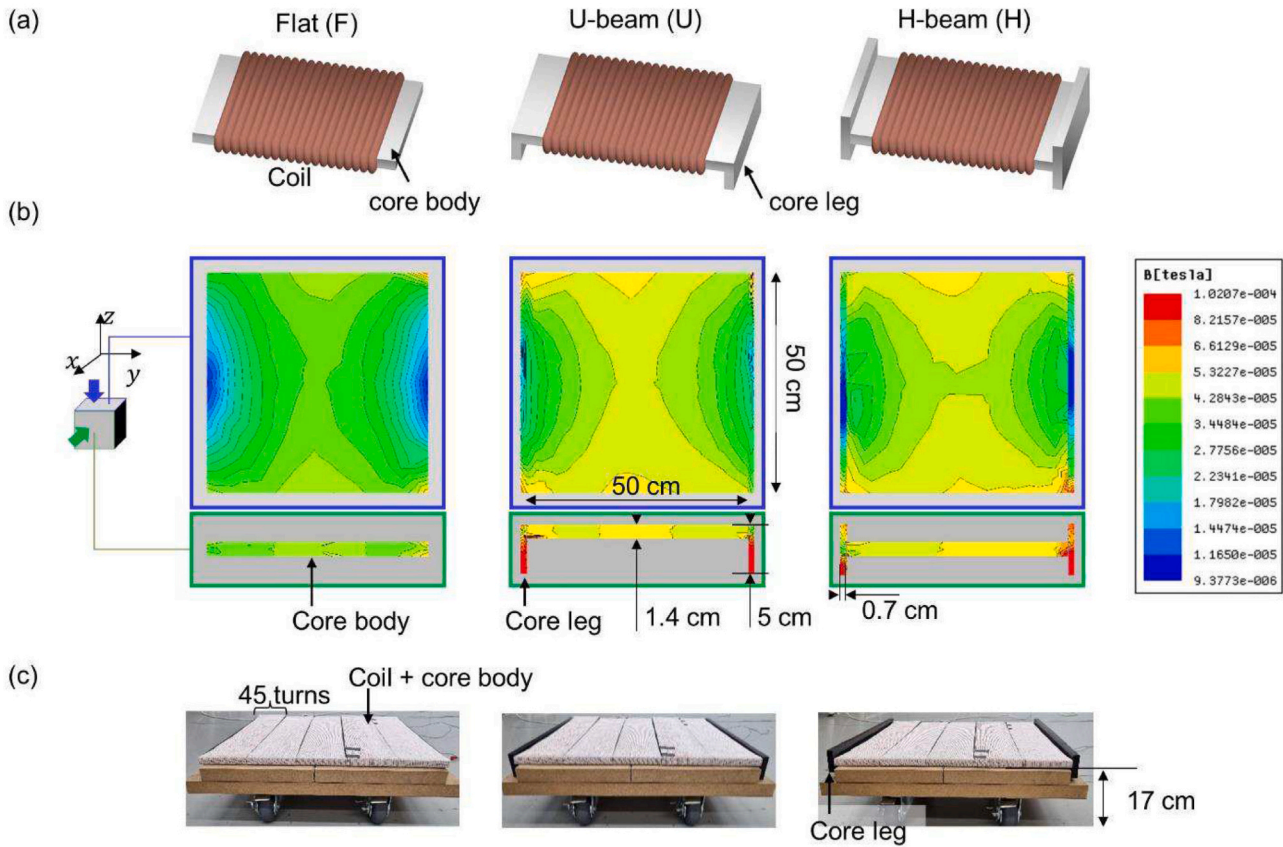 (a)
Flat (F)
U-beam (U)
H-beam (H)
Coil
core body
core leg
(b)
z
x
y
50 cm
50 cm
B[tesla]
1.0207e-004
8.2157e-005
6.6129e-005
5.3227e-005
4.2843e-005
3.4484e-005
2.7756e-005
2.2341e-005
1.7982e-005
1.4474e-005
1.1650e-005
9.3773e-006
Core body
Core leg
1.4 cm
5 cm
0.7 cm
(c)
Coil + core body
45 turns
17 cm
Core leg